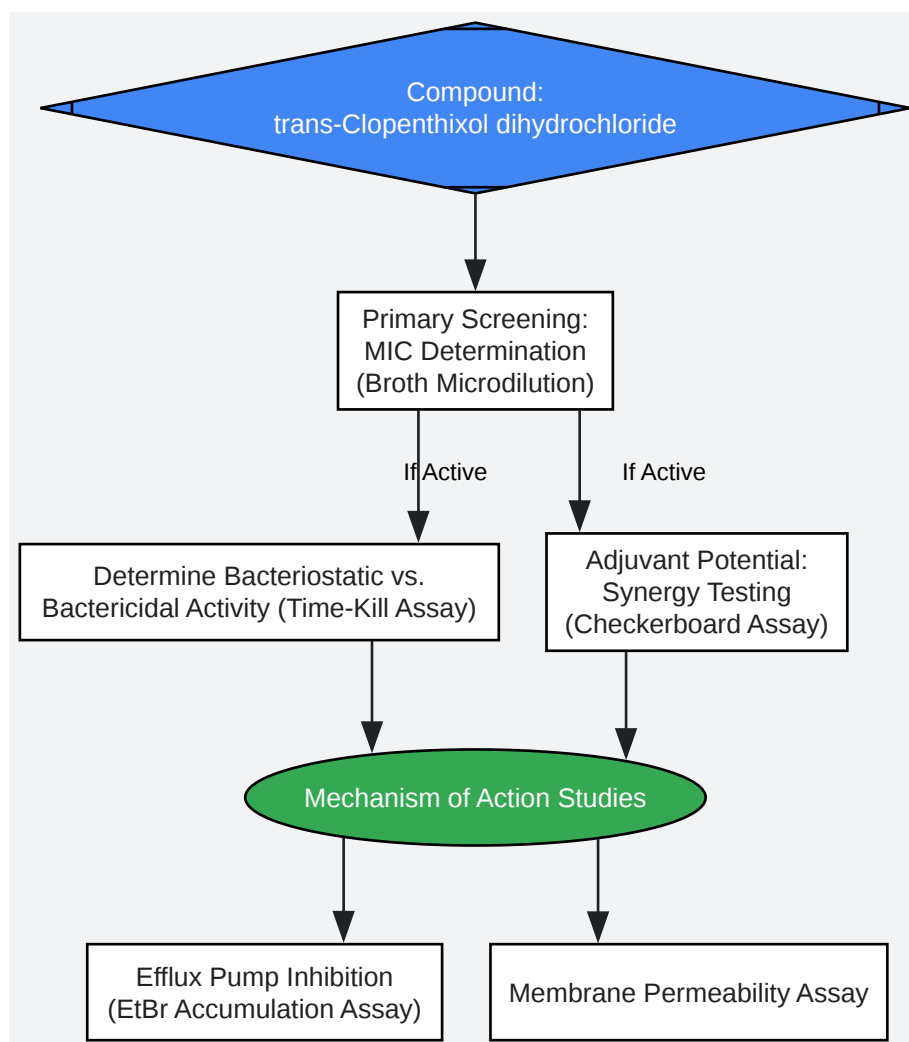 Compound:
trans-Clopenthixol dihydrochloride
Primary Screening:
MIC Determination
(Broth Microdilution)
If Active
If Active
Determine Bacteriostatic vs.
Bactericidal Activity (Time-Kill Assay)
Adjuvant Potential:
Synergy Testing
(Checkerboard Assay)
Mechanism of Action Studies
Efflux Pump Inhibition
(EtBr Accumulation Assay)
Membrane Permeability Assay